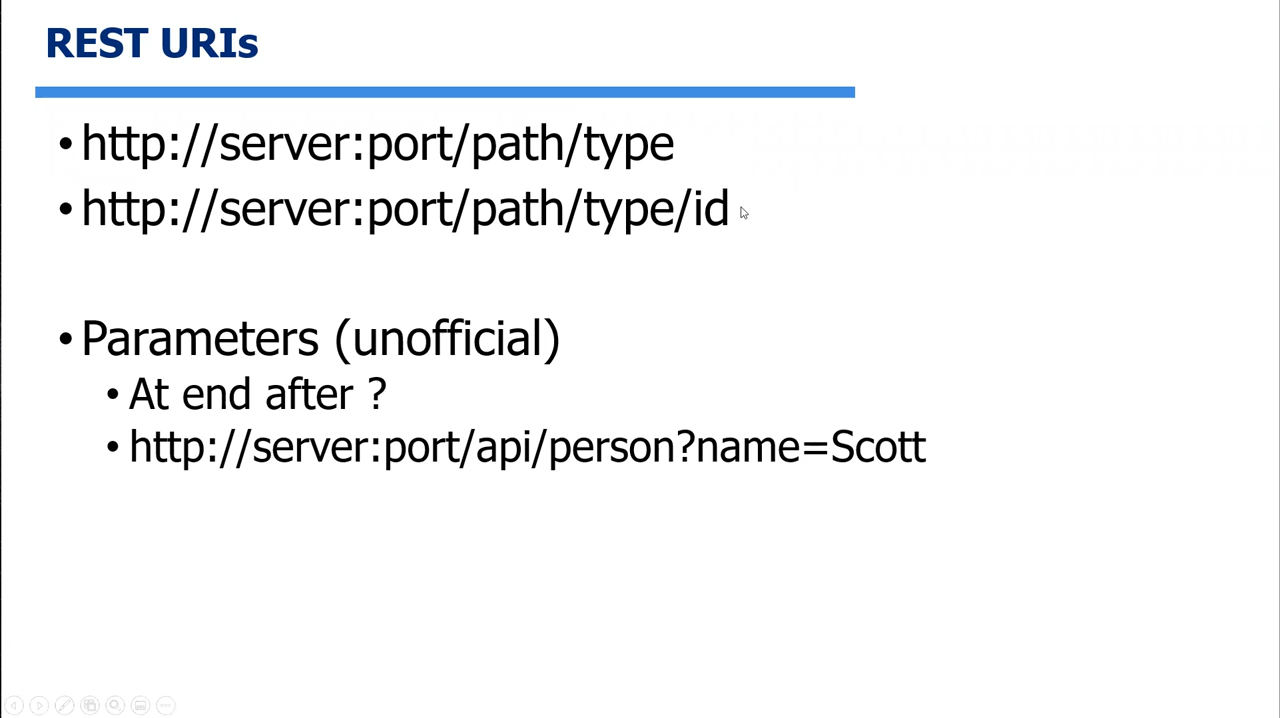 REST URIs
•http://server:port/path/type
•http://server:port/path/type/id
•Parameters (unofficial)
•At end after ?
•http://server:port/api/person?name=Scott